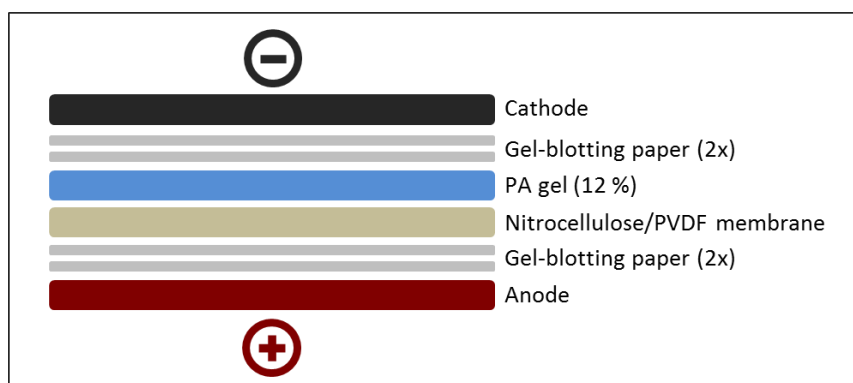 Cathode
Gel-blotting paper (2x)
PA gel (12 %)
Nitrocellulose/PVDF membrane
Gel-blotting paper (2x)
Anode